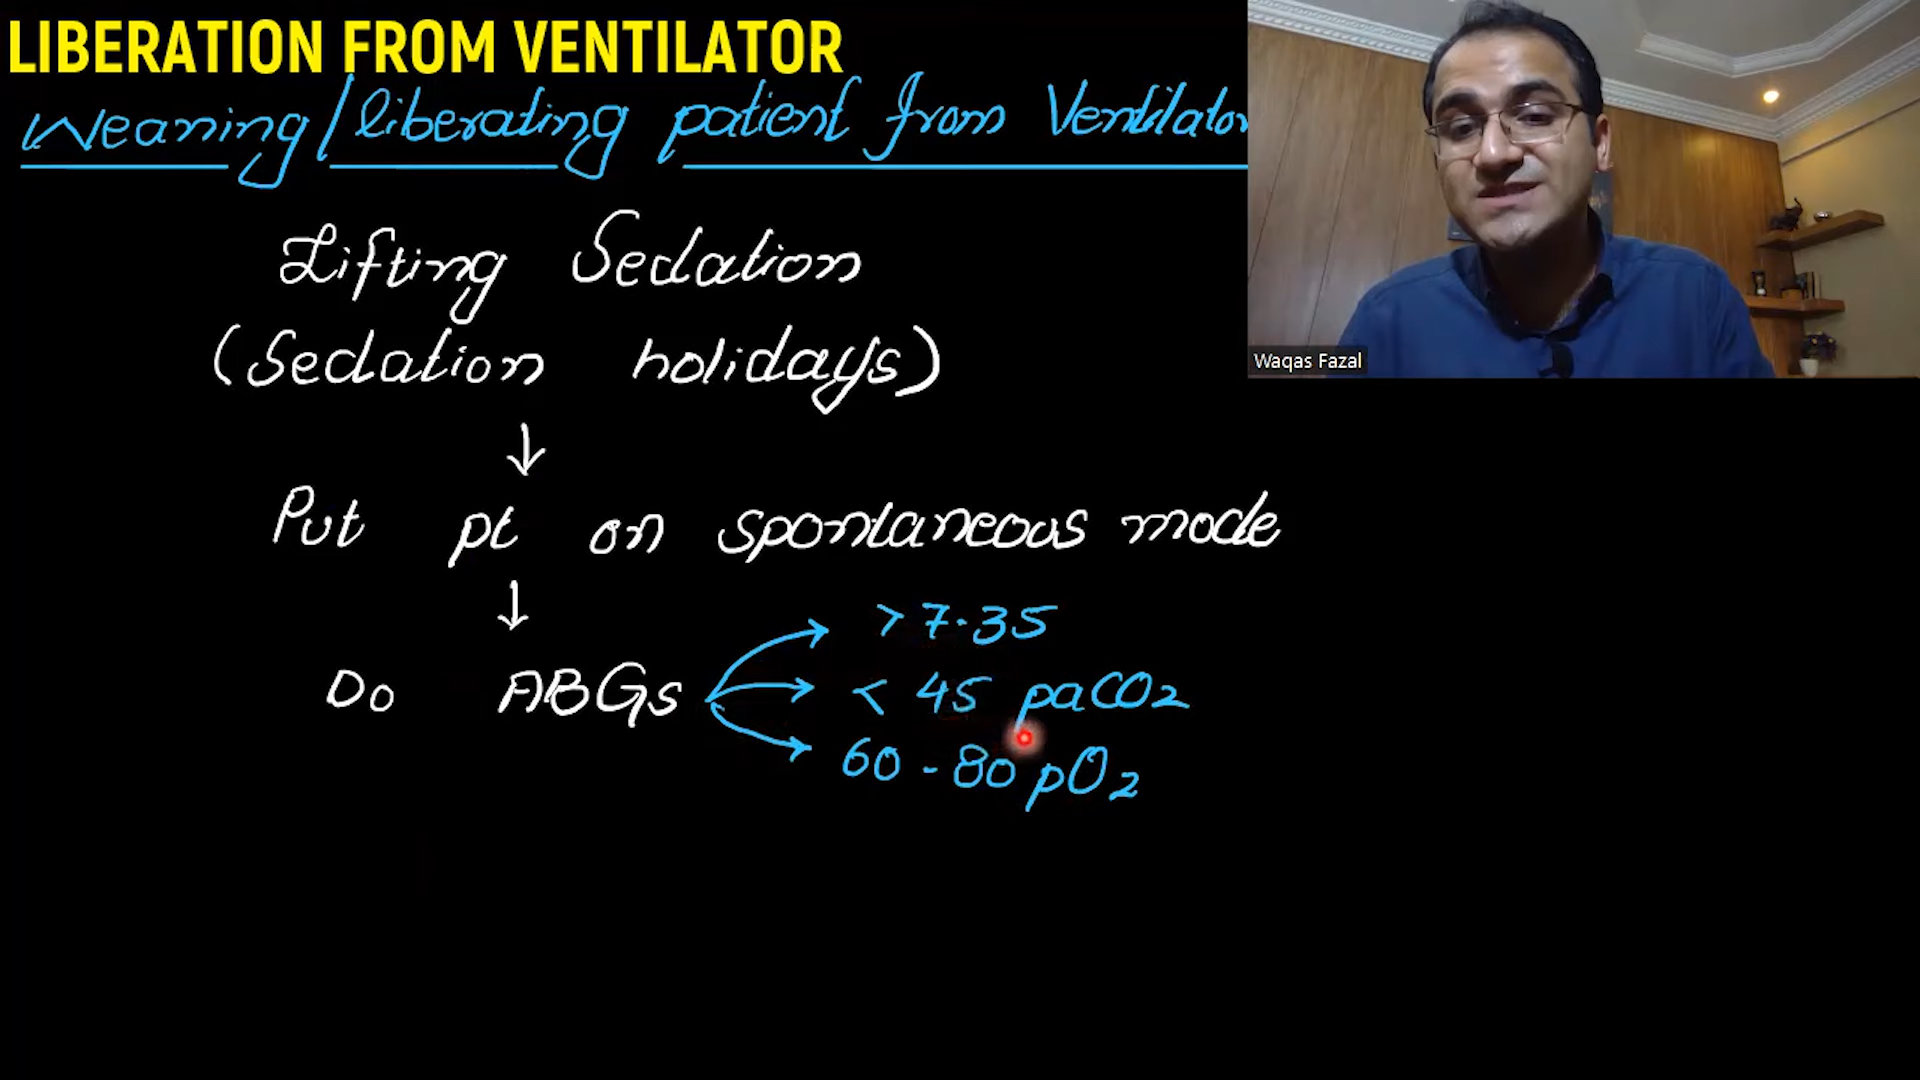 LIBERATION FROM VENTILATOR
Weaning/liberating patient from Ventilator
Lifting Sedation
(Sedation holidays)
↓
Put pt on spontaneous mode
↓
> 7.35
Do ABGs < 45 paCO2
60 - 80 pO2
Waqas Fazal